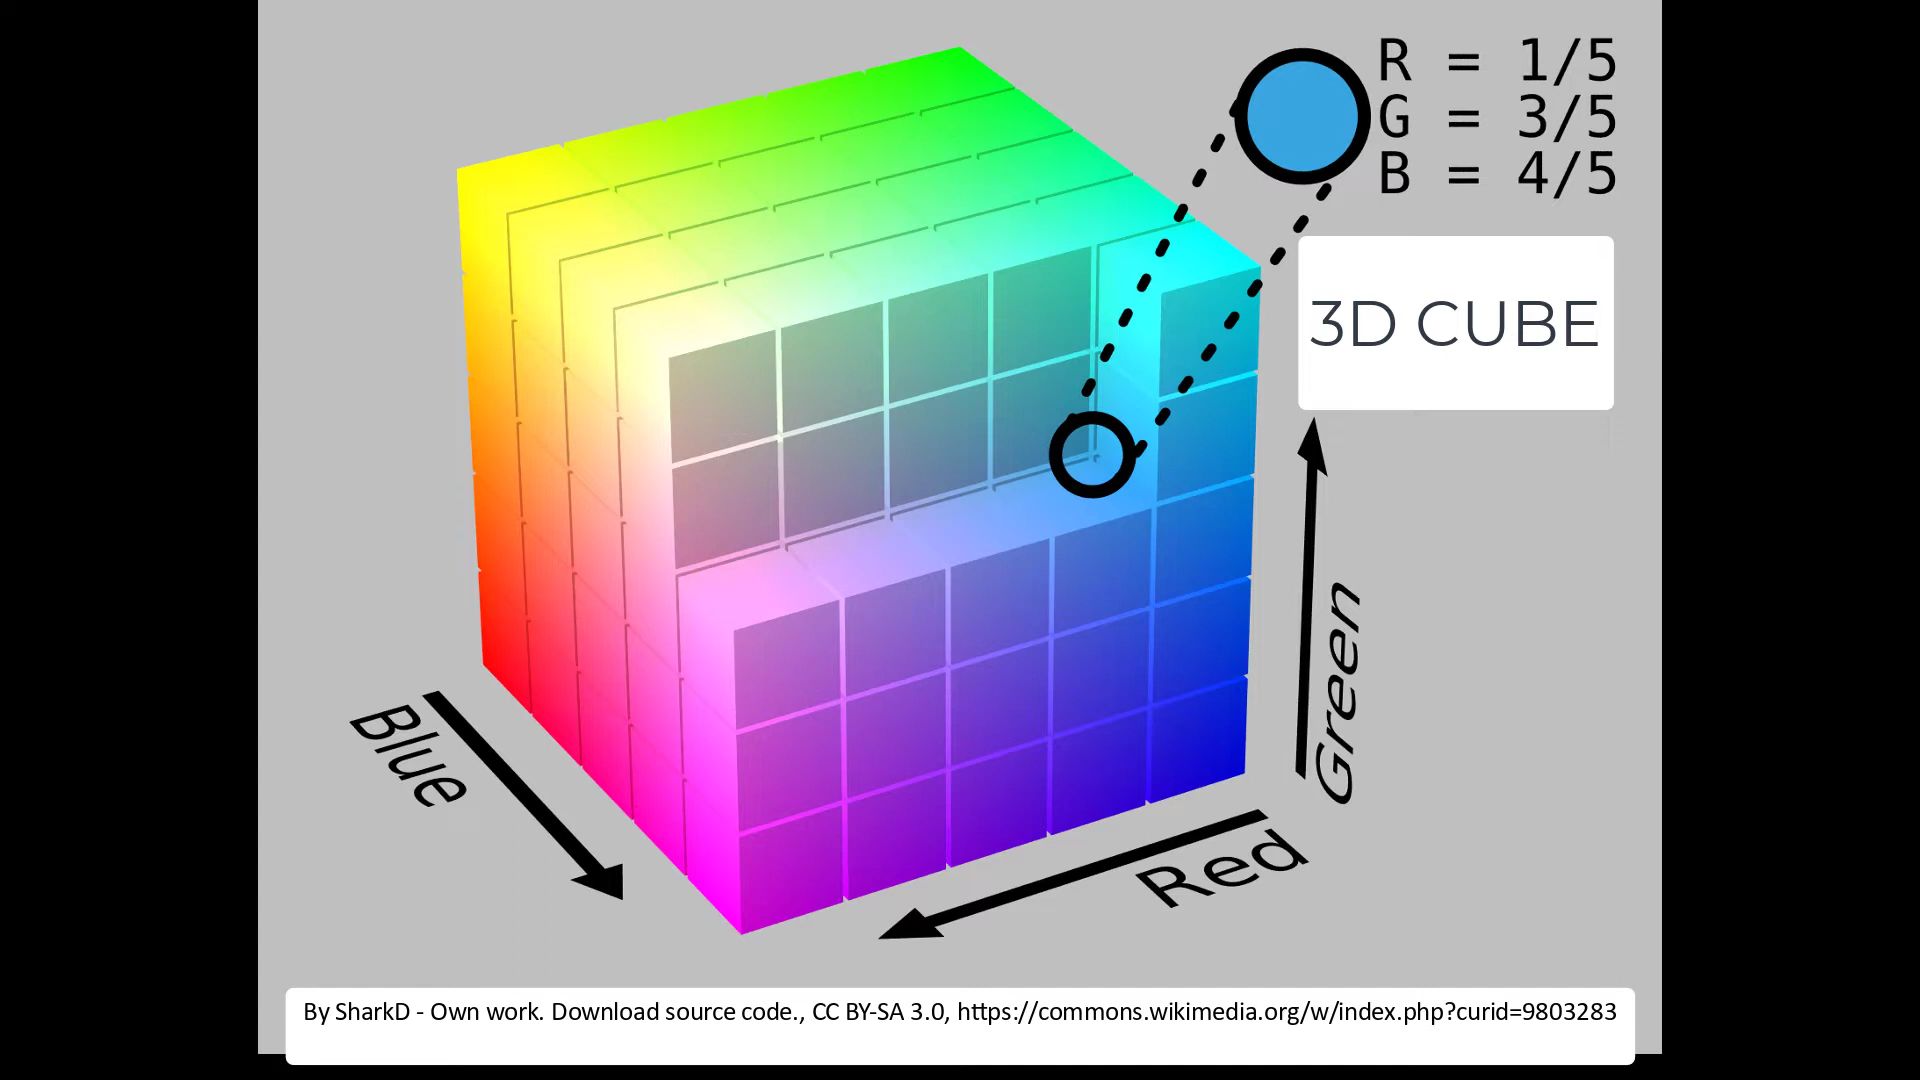 R = 1/5
G = 3/5
B = 4/5
3D CUBE
Green
Blue
Red
By SharkD - Own work. Download source code., CC BY-SA 3.0, https://commons.wikimedia.org/w/index.php?curid=9803283